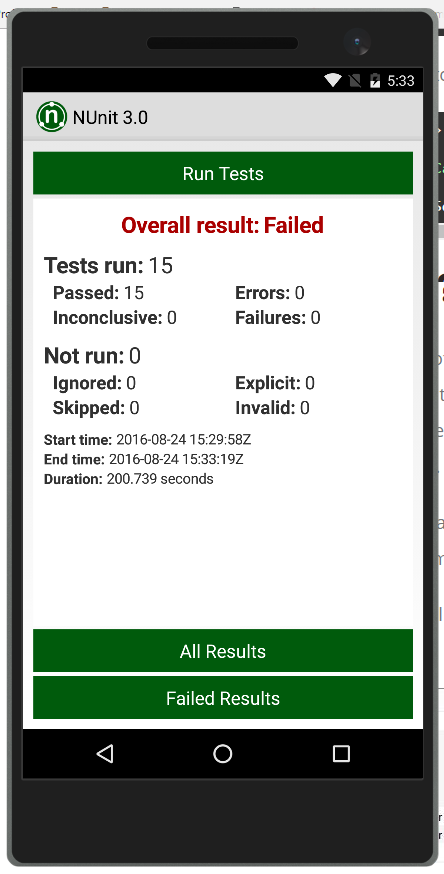 5:33
n NUnit 3.0
Run Tests
Overall result: Failed
Tests run: 15
Passed: 15 Errors: 0
Inconclusive: 0 Failures: 0
Not run: 0
Ignored: 0 Explicit: 0
Skipped: 0 Invalid: 0
Start time: 2016-08-24 15:29:58Z
End time: 2016-08-24 15:33:19Z
Duration: 200.739 seconds
All Results
Failed Results